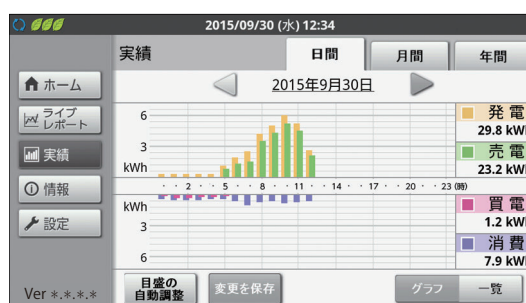 2015/09/30 (水) 12:34
実績
日間
月間
年間
ホーム
ライブ
レポート
実績
情報
設定
Ver *.*.*.*
2015年9月30日
6
3
kWh
発電
29.8 kW
売電
23.2 kW
・ ・ 2 ・ ・ 5 ・ ・ 8 ・ ・ 11 ・ ・ 14 ・ ・ 17 ・ ・ 20 ・ ・ 23 (時)
kWh
3
6
買電
1.2 kW
消費
7.9 kW
目盛の
自動調整
変更を保存
グラフ
一覧